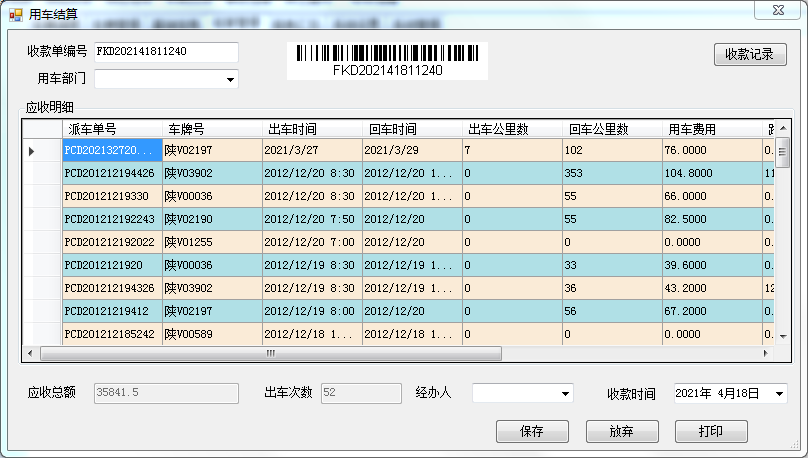 用车结算
收款单编号 FKD202141811240 FKD202141811240 收款记录
用车部门
应收明细
派车单号 车牌号 出车时间 回车时间 出车公里数 回车公里数 用车费用
PCD202132720... 陕V02197 2021/3/27 2021/3/29 7 102 76.0000 0.
PCD201212194426 陕V03902 2012/12/20 8:30 2012/12/20 1... 0 353 104.8000 11
PCD20121219330 陕V00036 2012/12/20 8:30 2012/12/20 1... 0 55 66.0000 0.
PCD201212192243 陕V02190 2012/12/20 7:50 2012/12/20 0 55 82.5000 0.
PCD201212192022 陕V01255 2012/12/20 7:00 2012/12/20 0 0 0.0000 0.
PCD2012121920 陕V00036 2012/12/19 8:30 2012/12/19 1... 0 33 39.6000 0.
PCD201212194326 陕V03902 2012/12/19 8:30 2012/12/19 1... 0 36 43.2000 12
PCD20121219412 陕V02197 2012/12/19 8:00 2012/12/20 0 56 67.2000 0.
PCD201212185242 陕V00589 2012/12/18 1... 2012/12/18 1... 0 0 0.0000 0.
应收总额 35841.5 出车次数 52 经办人 收款时间 2021年 4月18日
保存 放弃 打印